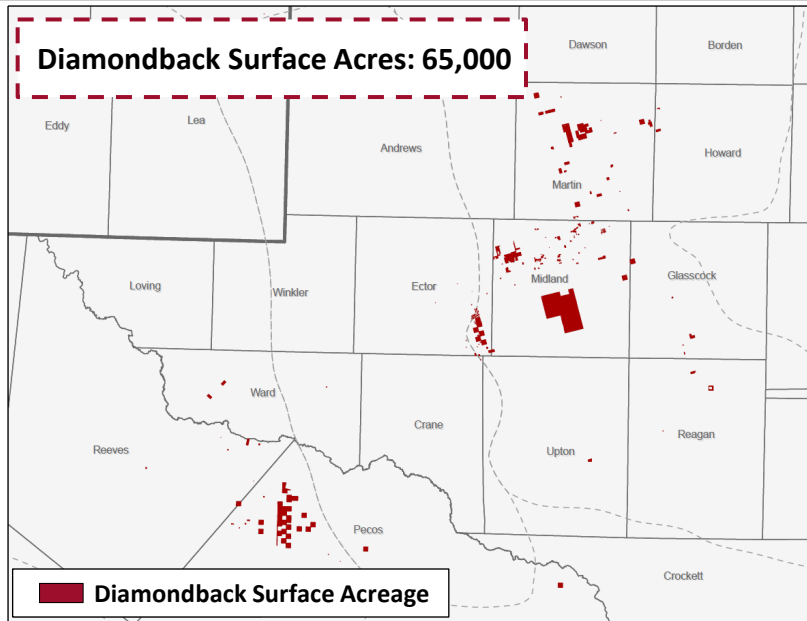 Diamondback Surface Acres: 65,000
Dawson
Borden
Eddy
Lea
Andrews
Howard
Martin
Loving
Winkler
Ector
Midland
Glasscock
Ward
Crane
Reeves
Upton
Reagan
Pecos
Crockett
Diamondback Surface Acreage